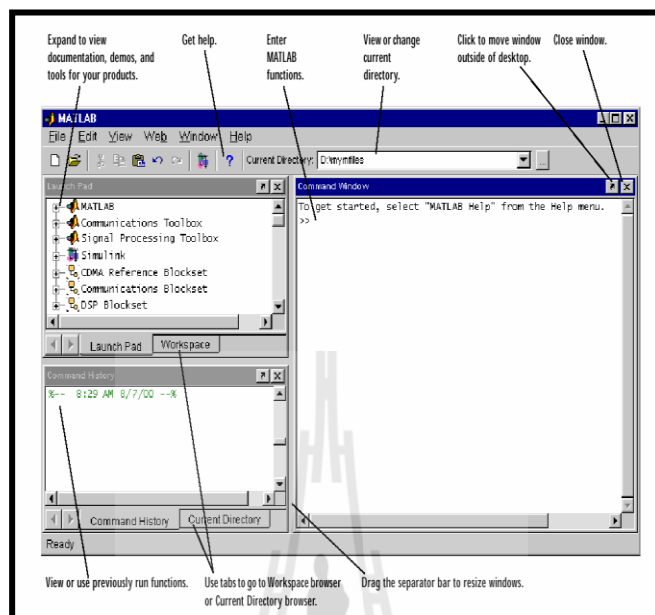 Expand to view
documentation, demos, and
tools for your products.
Get help.
Enter
MATLAB
functions.
View or change
current
directory.
Click to move window
outside of desktop.
Close window.
MATLAB
File Edit View Web Window Help
Current Directory: D:\mymfiles
Launch Pad
MATLAB
Communications Toolbox
Signal Processing Toolbox
Simulink
CDMA Reference Blockset
Communications Blockset
DSP Blockset
Launch Pad Workspace
Command Window
To get started, select "MATLAB Help" from the Help menu.
>>
Command History
%-- 8:29 AM 8/7/00 --%
Command History Current Directory
Ready
View or use previously run functions.
Use tabs to go to Workspace browser
or Current Directory browser.
Drag the separator bar to resize windows.